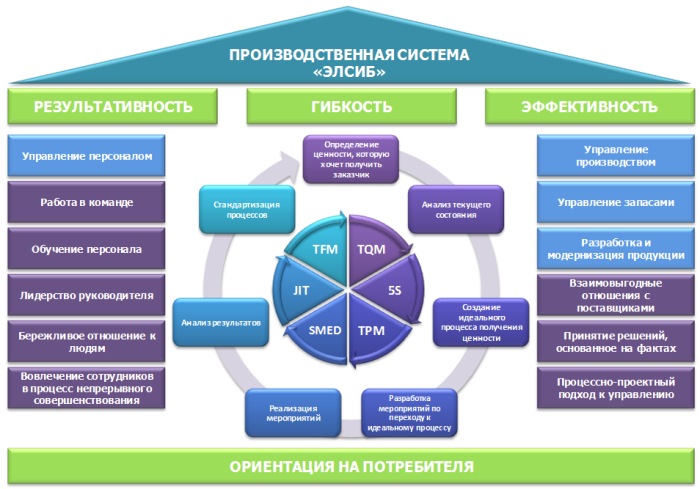 ПРОИЗВОДСТВЕННАЯ СИСТЕМА
«ЭЛСИБ»
РЕЗУЛЬТАТИВНОСТЬ
ГИБКОСТЬ
ЭФФЕКТИВНОСТЬ
Управление персоналом
Работа в команде
Обучение персонала
Лидерство руководителя
Бережливое отношение к
людям
Вовлечение сотрудников
в процесс непрерывного
совершенствования
Определение
ценности, которую
хочет получить
заказчик
Анализ текущего
состояния
Создание
идеального
процесса получения
ценности
Разработка
мероприятий по
переходу к
идеальному процессу
Реализация
мероприятий
Анализ результатов
Стандартизация
процессов
TFM
TQM
5S
TPM
SMED
JIT
Управление
производством
Управление запасами
Разработка и
модернизация продукции
Взаимовыгодные
отношения с
поставщиками
Принятие решений,
основанное на фактах
Процессно-проектный
подход к управлению
ОРИЕНТАЦИЯ НА ПОТРЕБИТЕЛЯ